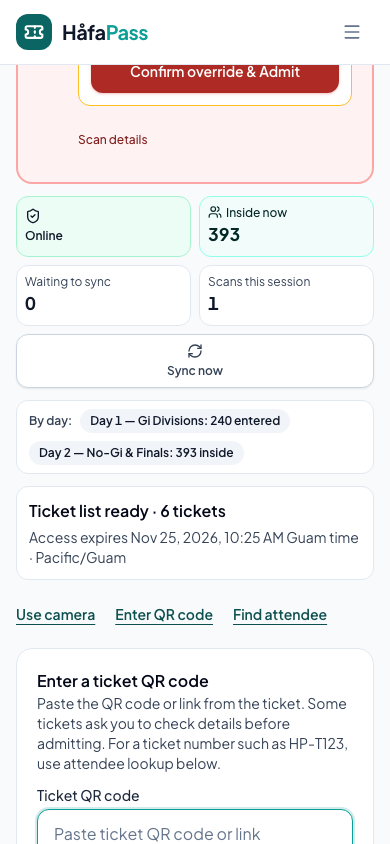 HåfaPass
Confirm override & Admit
Scan details
Online
Inside now
393
Waiting to sync
0
Scans this session
1
Sync now
By day:
Day 1 — Gi Divisions: 240 entered
Day 2 — No-Gi & Finals: 393 inside
Ticket list ready · 6 tickets
Access expires Nov 25, 2026, 10:25 AM Guam time
· Pacific/Guam
Use camera
Enter QR code
Find attendee
Enter a ticket QR code
Paste the QR code or link from the ticket. Some
tickets ask you to check details before
admitting. For a ticket number such as HP-T123,
use attendee lookup below.
Ticket QR code
Paste ticket QR code or link